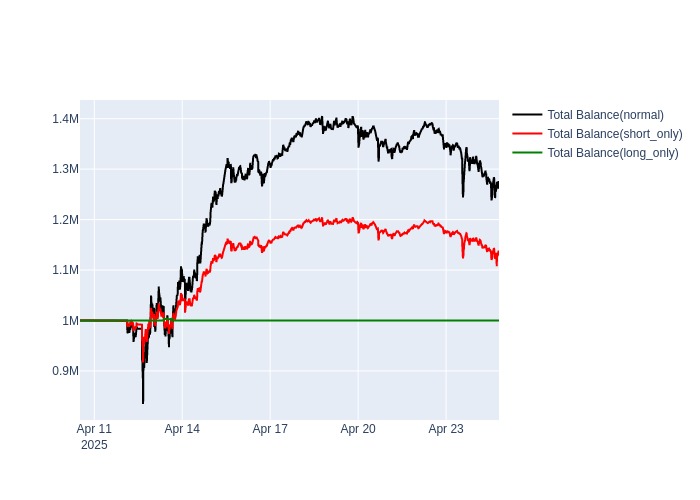 Total Balance(normal)
Total Balance(short_only)
Total Balance(long_only)
1.4M
1.3M
1.2M
1.1M
1M
0.9M
Apr 11
2025
Apr 14
Apr 17
Apr 20
Apr 23